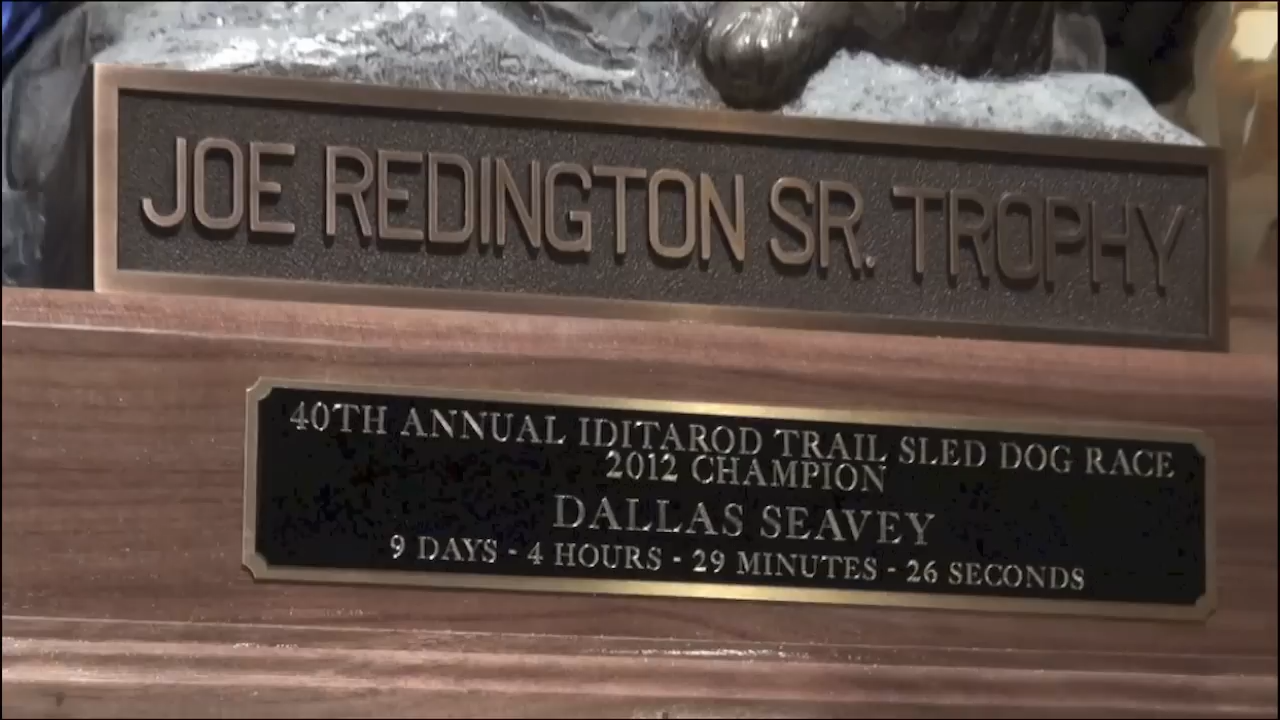 JOE REDINGTON SR. TROPHY
40TH ANNUAL IDITAROD TRAIL SLED DOG RACE
2012 CHAMPION
DALLAS SEAVEY
9 DAYS - 4 HOURS - 29 MINUTES - 26 SECONDS